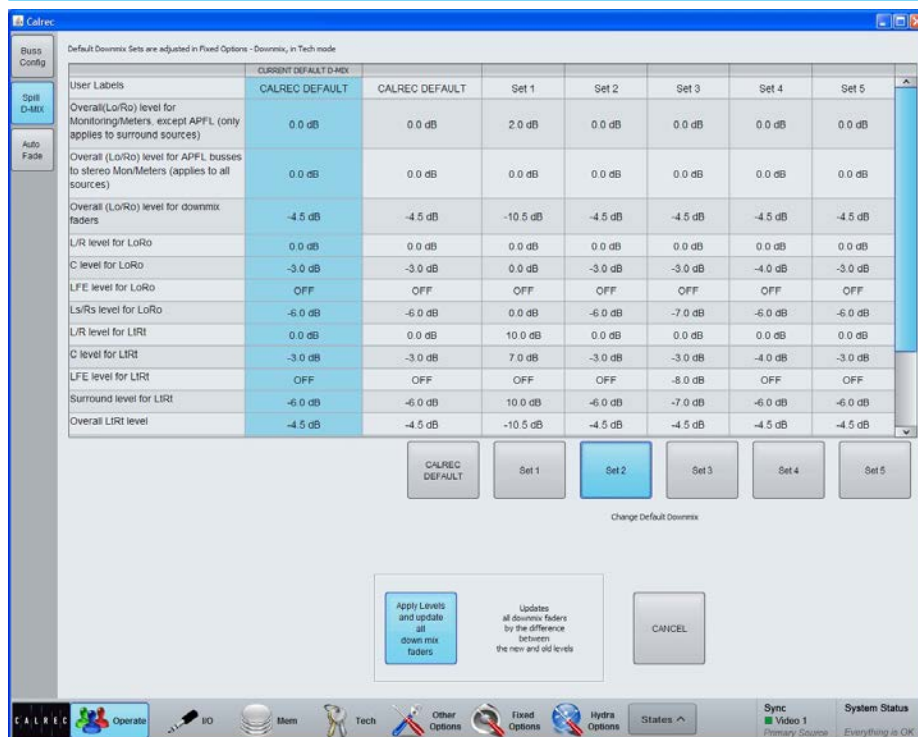 Calrec
Buss
Config
Spill
D-MIX
Auto
Fade
Default Downmix Sets are adjusted in Fixed Options - Downmix, in Tech mode
CURRENT DEFAULT D-MIX
User Labels CALREC DEFAULT CALREC DEFAULT Set 1 Set 2 Set 3 Set 4 Set 5
Overall(Lo/Ro) level for
Monitoring/Meters, except APFL (only
applies to surround sources)
0.0 dB 0.0 dB 2.0 dB 0.0 dB 0.0 dB 0.0 dB 0.0 dB
Overall (Lo/Ro) level for APFL busses
to stereo Mon/Meters (applies to all
sources)
0.0 dB 0.0 dB 0.0 dB 0.0 dB 0.0 dB 0.0 dB 0.0 dB
Overall (Lo/Ro) level for downmix
faders
-4.5 dB -4.5 dB -10.5 dB -4.5 dB -4.5 dB -4.5 dB -4.5 dB
L/R level for LoRo 0.0 dB 0.0 dB 0.0 dB 0.0 dB 0.0 dB 0.0 dB 0.0 dB
C level for LoRo -3.0 dB -3.0 dB 0.0 dB -3.0 dB -3.0 dB -4.0 dB -3.0 dB
LFE level for LoRo OFF OFF OFF OFF OFF OFF OFF
Ls/Rs level for LoRo -6.0 dB -6.0 dB 0.0 dB -6.0 dB -7.0 dB -6.0 dB -6.0 dB
L/R level for LtRt 0.0 dB 0.0 dB 10.0 dB 0.0 dB 0.0 dB 0.0 dB 0.0 dB
C level for LtRt -3.0 dB -3.0 dB 7.0 dB -3.0 dB -3.0 dB -4.0 dB -3.0 dB
LFE level for LtRt OFF OFF OFF OFF -8.0 dB OFF OFF
Surround level for LtRt -6.0 dB -6.0 dB 10.0 dB -6.0 dB -7.0 dB -6.0 dB -6.0 dB
Overall LtRt level -4.5 dB -4.5 dB -10.5 dB -4.5 dB -4.5 dB -4.5 dB -4.5 dB
CALREC
DEFAULT
Set 1 Set 2 Set 3 Set 4 Set 5
Change Default Downmix
Apply Levels
and update
all
down mix
faders
Updates
all downmix faders
by the difference
between
the new and old levels
CANCEL
CALREC Operate I/O Mem Tech Other
Options Fixed
Options Hydra
Options States
Sync
Video 1
Primary Source
System Status
Everything is OK